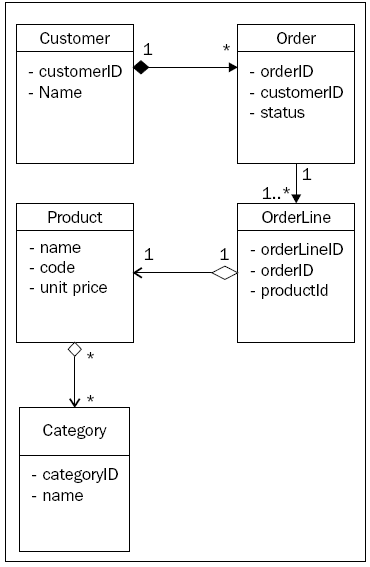 Customer
- customerID
- Name
1
*
Order
- orderID
- customerID
- status
1
1..*
Product
- name
- code
- unit price
1
1
OrderLine
- orderLineID
- orderID
- productId
*
*
Category
- categoryID
- name